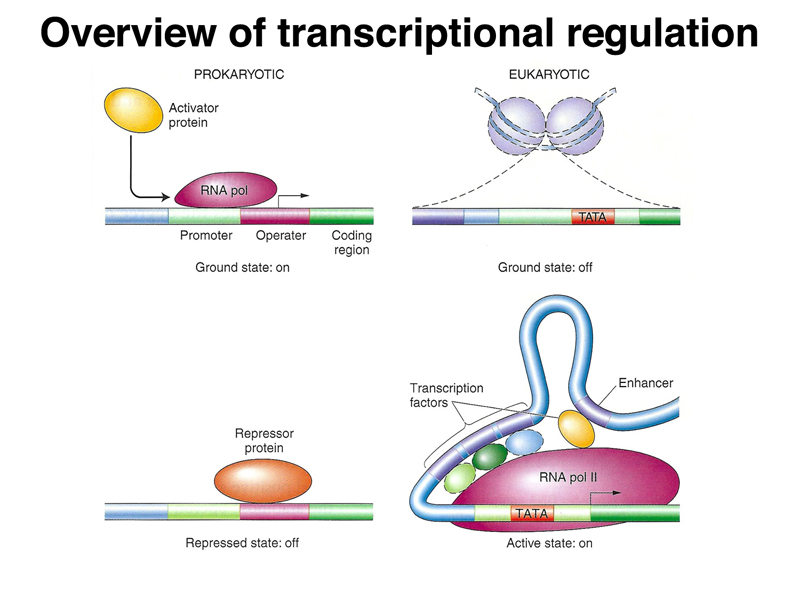 Overview of transcriptional regulation
PROKARYOTIC
Activator
protein
RNA pol
Promoter
Operater
Coding
region
Ground state: on
EUKARYOTIC
TATA
Ground state: off
Repressor
protein
Repressed state: off
Transcription
factors
Enhancer
RNA pol II
TATA
Active state: on